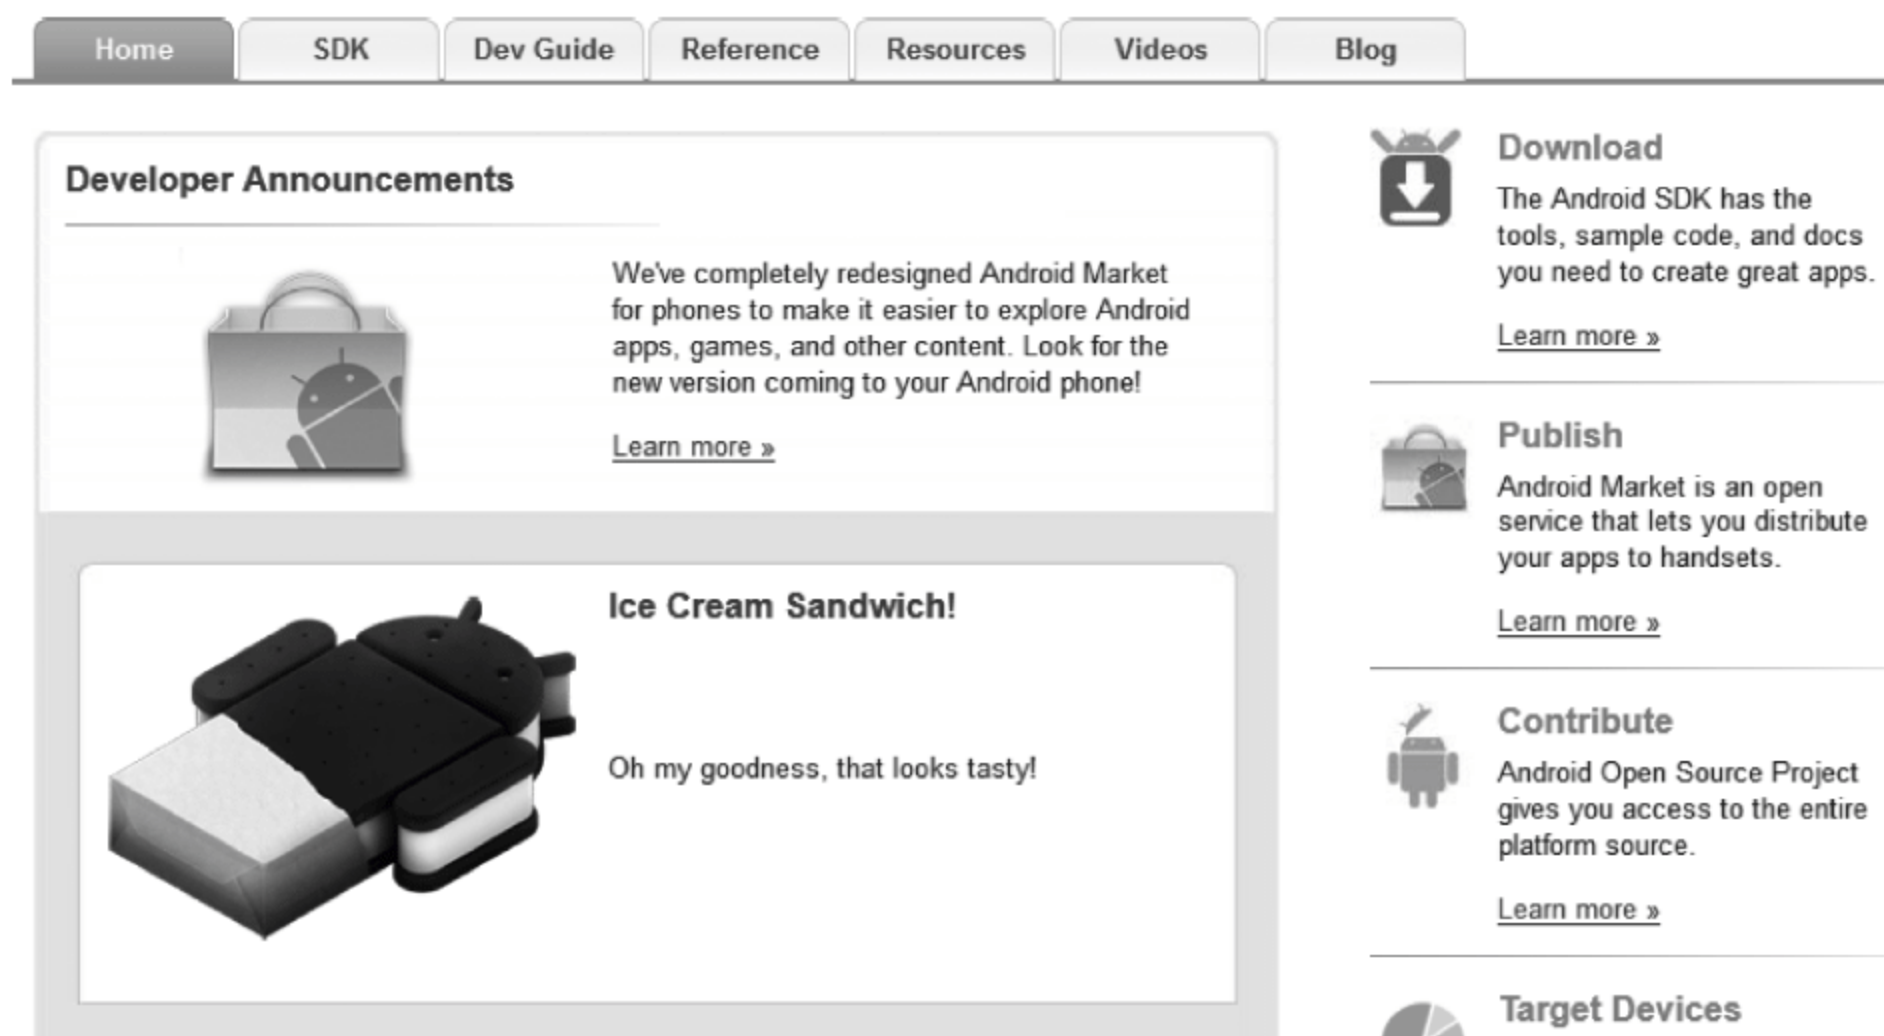 Home
SDK
Dev Guide
Reference
Resources
Videos
Blog
Developer Announcements
We've completely redesigned Android Market
for phones to make it easier to explore Android
apps, games, and other content. Look for the
new version coming to your Android phone!
Learn more »
Ice Cream Sandwich!
Oh my goodness, that looks tasty!
Download
The Android SDK has the
tools, sample code, and docs
you need to create great apps.
Learn more »
Publish
Android Market is an open
service that lets you distribute
your apps to handsets.
Learn more »
Contribute
Android Open Source Project
gives you access to the entire
platform source.
Learn more »
Target Devices